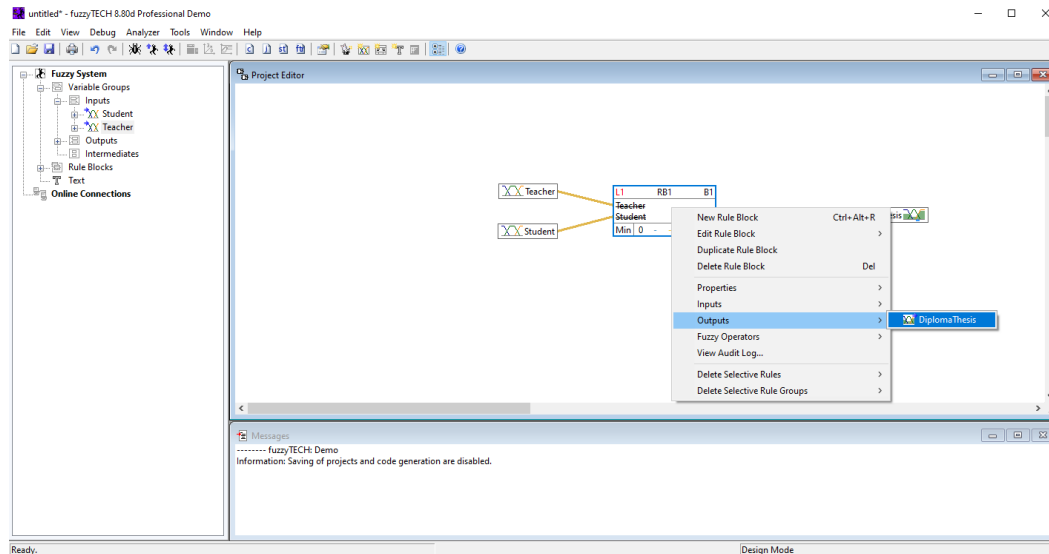 untitled* - fuzzyTECH 8.80d Professional Demo
File Edit View Debug Analyzer Tools Window Help
Fuzzy System
Variable Groups
Inputs
Student
Teacher
Outputs
Intermediates
Rule Blocks
Text
Online Connections
Project Editor
Teacher
Student
L1 RB1 B1
Teacher
Student
Min 0 -
sis
New Rule Block Ctrl+Alt+R
Edit Rule Block
Duplicate Rule Block
Delete Rule Block Del
Properties
Inputs
Outputs
Fuzzy Operators
View Audit Log...
Delete Selective Rules
Delete Selective Rule Groups
DiplomaThesis
Messages
-------- fuzzyTECH: Demo
Information: Saving of projects and code generation are disabled.
Ready. Design Mode